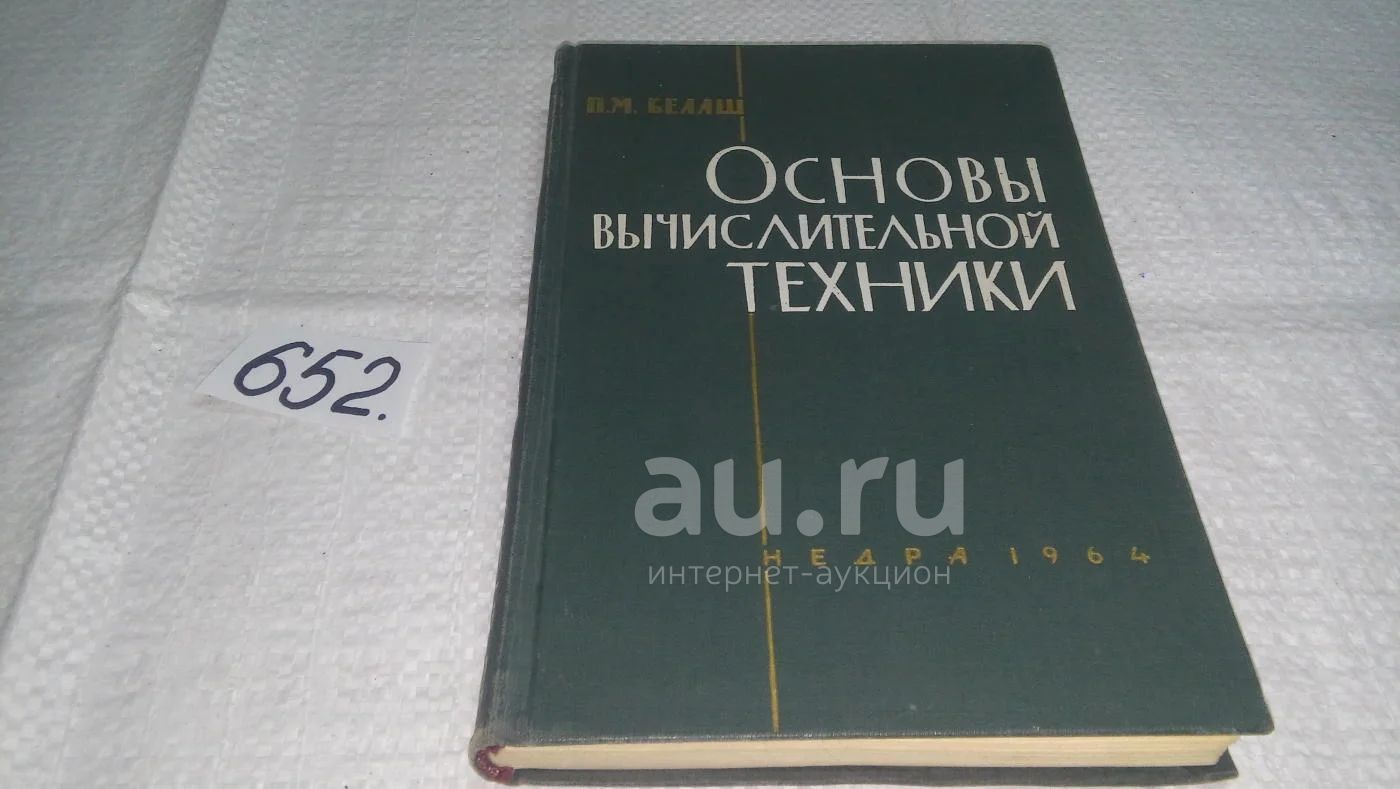 П.М. БЕЛАШ
ОСНОВЫ
ВЫЧИСЛИТЕЛЬНОЙ
ТЕХНИКИ
652.
au.ru
НЕДРА 1964
интернет-аукцион